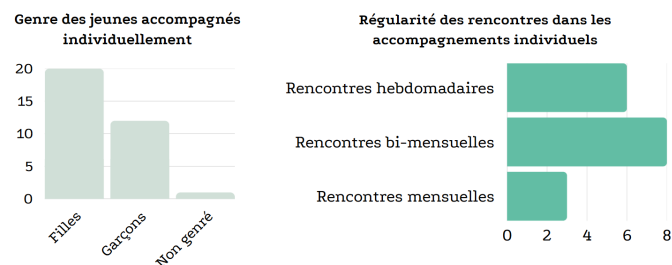 Genre des jeunes accompagnés
individuellement
20
15
10
5
0
Filles
Garçons
Non genré
Régularité des rencontres dans les
accompagnements individuels
Rencontres hebdomadaires
Rencontres bi-mensuelles
Rencontres mensuelles
0 2 4 6 8